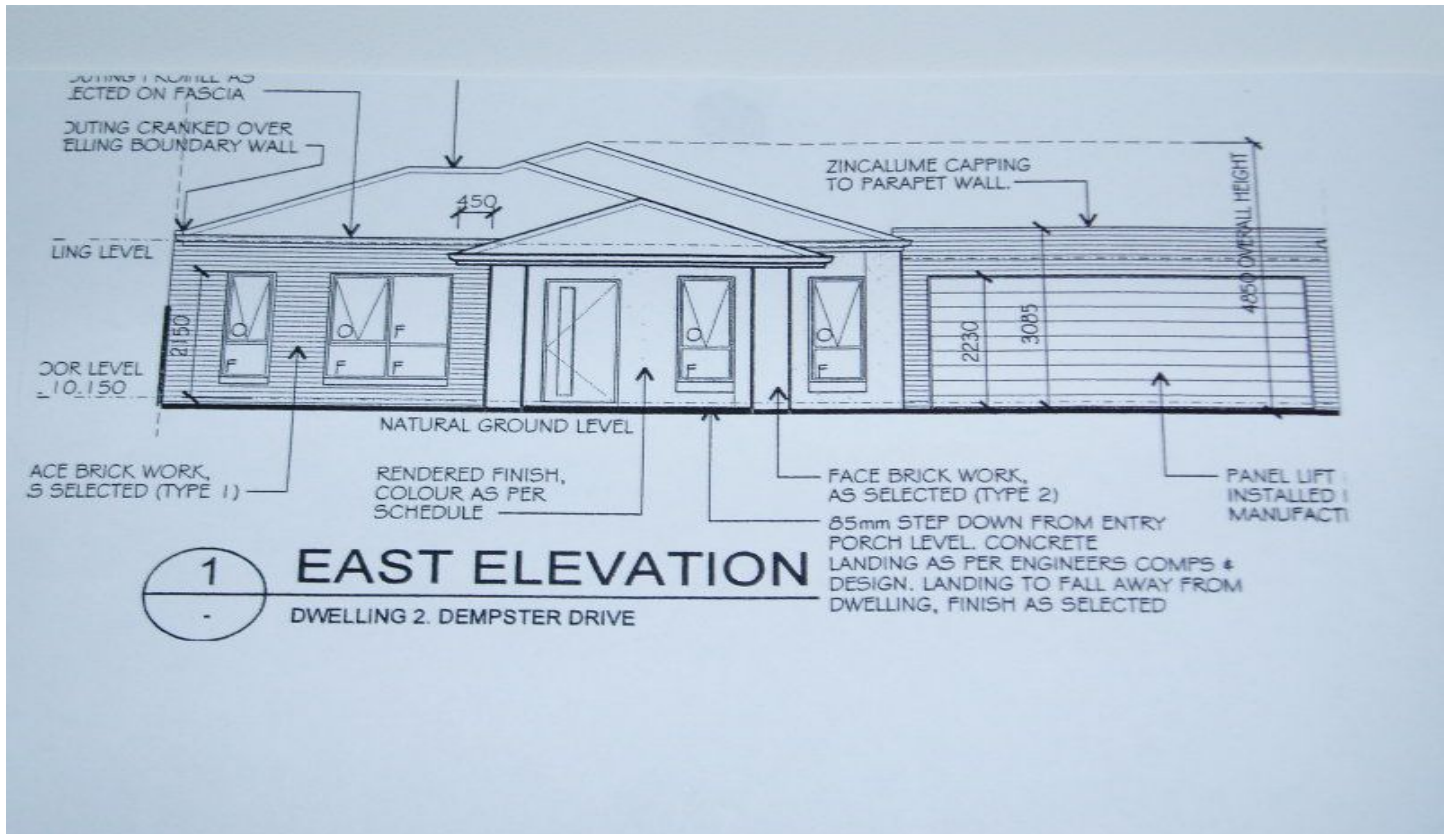 ECTED ON FASCIA
OUTING CRANKED OVER
ELLING BOUNDARY WALL
ZINCALUME CAPPING
TO PARAPET WALL.
4850 OVERALL HEIGHT
450
LING LEVEL
2150
O
F
O
F
F
F
O
F
O
F
2230
3085
OOR LEVEL
10.150
NATURAL GROUND LEVEL
ACE BRICK WORK,
S SELECTED (TYPE 1)
RENDERED FINISH,
COLOUR AS PER
SCHEDULE
FACE BRICK WORK,
AS SELECTED (TYPE 2)
PANEL LIFT
INSTALLED
MANUFACT
85mm STEP DOWN FROM ENTRY
PORCH LEVEL. CONCRETE
LANDING AS PER ENGINEERS COMPS &
DESIGN. LANDING TO FALL AWAY FROM
DWELLING, FINISH AS SELECTED
1
-
EAST ELEVATION
DWELLING 2. DEMPSTER DRIVE